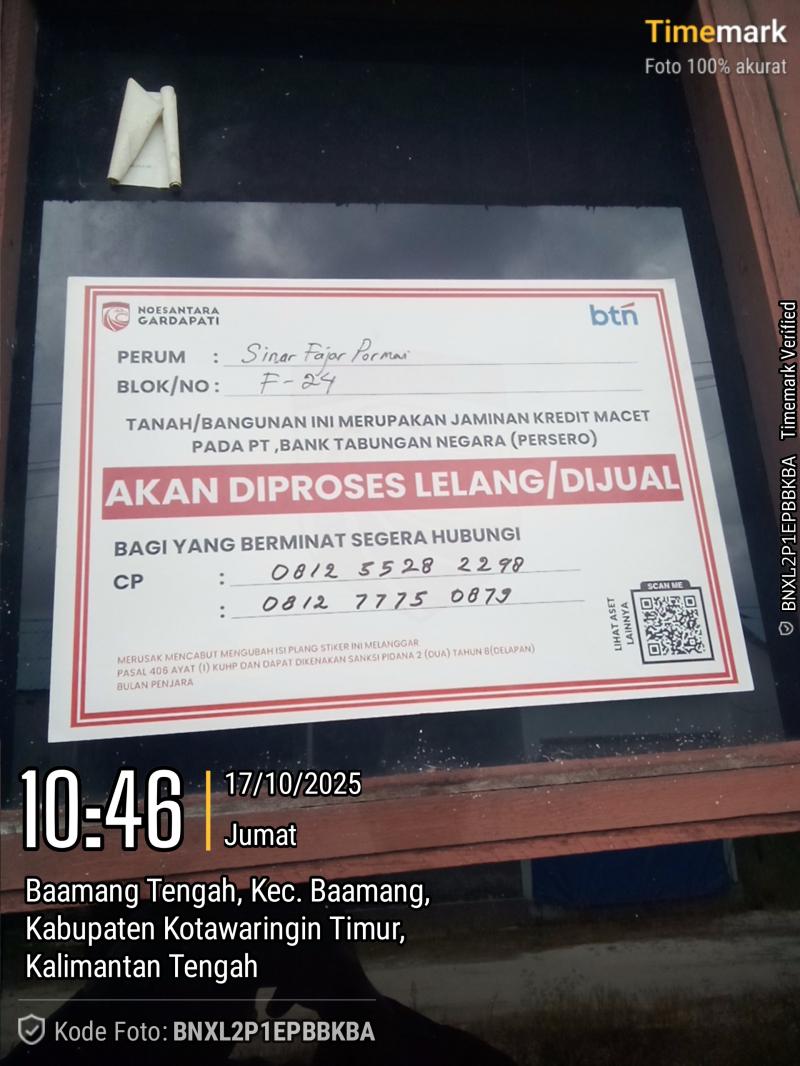 Timemark
Foto 100% akurat
NOESANTARA
GARDAPATI
btn
PERUM : Sinar Fajar Permai
BLOK/NO : F-24
TANAH/BANGUNAN INI MERUPAKAN JAMINAN KREDIT MACET
PADA PT ,BANK TABUNGAN NEGARA (PERSERO)
AKAN DIPROSES LELANG/DIJUAL
BAGI YANG BERMINAT SEGERA HUBUNGI
CP : 0812 5528 2298
: 0812 7775 0879
LIHAT ASET
LAINNYA
SCAN ME
MERUSAK MENCABUT MENGUBAH ISI PLANG STIKER INI MELANGGAR
PASAL 406 AYAT (1) KUHP DAN DAPAT DIKENAKAN SANKSI PIDANA 2 (DUA) TAHUN 8(DELAPAN)
BULAN PENJARA
10:46
17/10/2025
Jumat
Baamang Tengah, Kec. Baamang,
Kabupaten Kotawaringin Timur,
Kalimantan Tengah
Kode Foto: BNXL2P1EPBBKBA
BNXL2P1EPBBKBA Timemark Verified